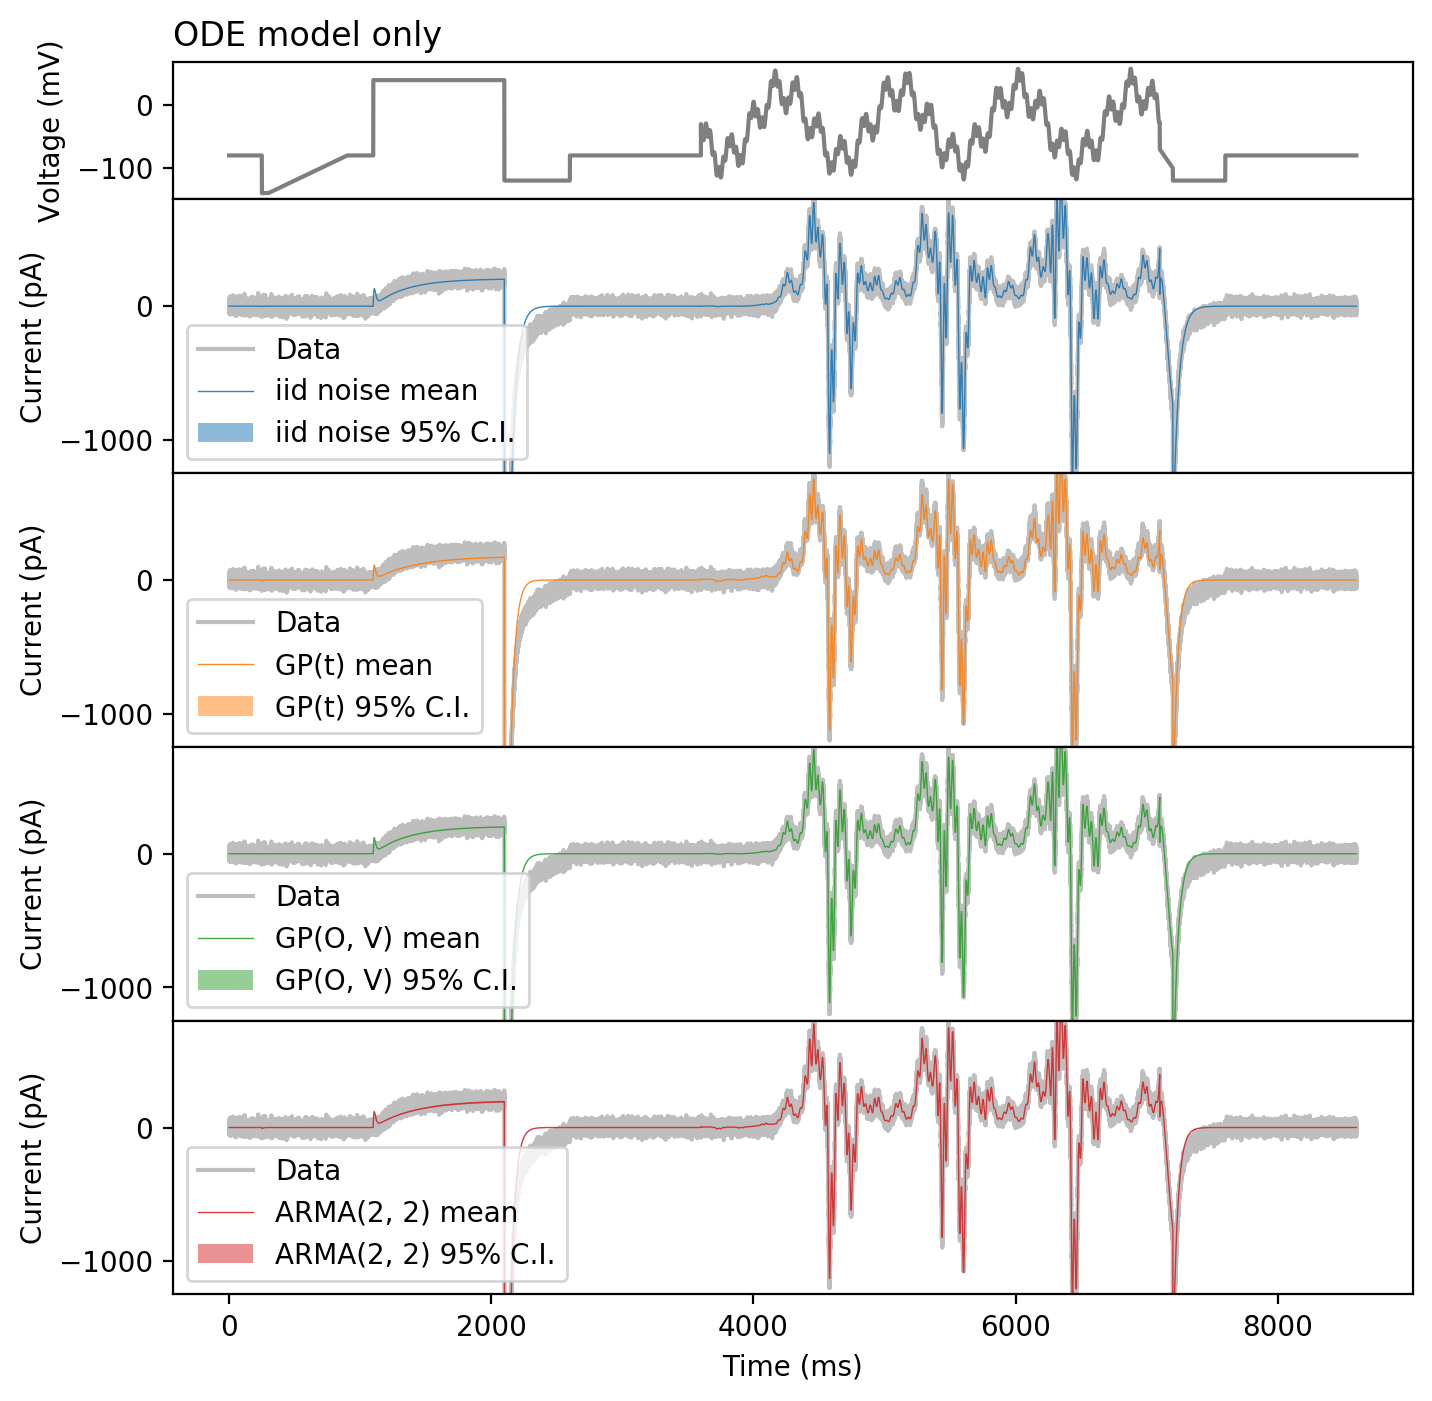 ODE model only
Voltage (mV)
0
−100
Current (pA)
0
−1000
Data
iid noise mean
iid noise 95% C.I.
Current (pA)
0
−1000
Data
GP(t) mean
GP(t) 95% C.I.
Current (pA)
0
−1000
Data
GP(O, V) mean
GP(O, V) 95% C.I.
Current (pA)
0
−1000
Data
ARMA(2, 2) mean
ARMA(2, 2) 95% C.I.
0 2000 4000 6000 8000
Time (ms)